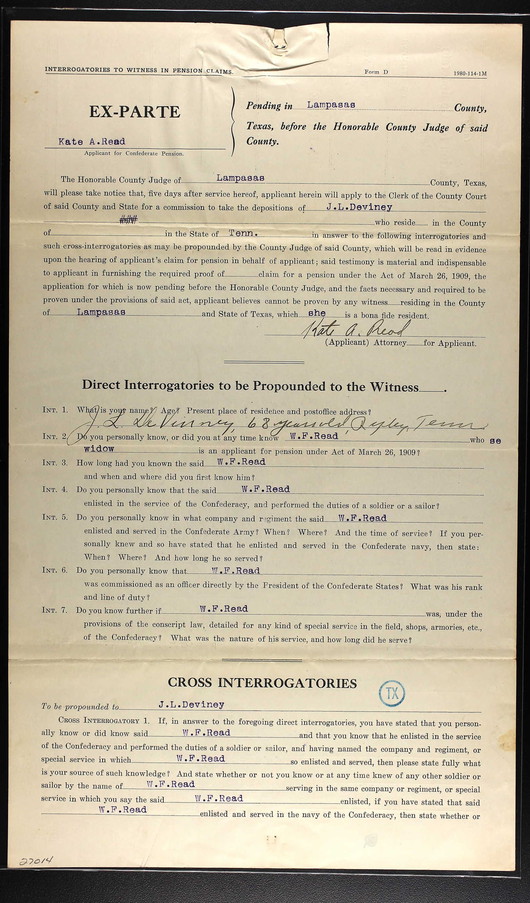 INTERROGATORIES TO WITNESS IN PENSION CLAIMS. Form D 1980-114-1M
EX-PARTE
Kate A.Read
Applicant for Confederate Pension.
Pending in Lampasas County,
Texas, before the Honorable County Judge of said
County.
The Honorable County Judge of Lampasas County, Texas,
will please take notice that, five days after service hereof, applicant herein will apply to the Clerk of the County Court
of said County and State for a commission to take the depositions of J.L.Deviney
who reside in the County
of in the State of Tenn. in answer to the following interrogatories and
such cross-interrogatories as may be propounded by the County Judge of said County, which will be read in evidence
upon the hearing of applicant's claim for pension in behalf of applicant; said testimony is material and indispensable
to applicant in furnishing the required proof of claim for a pension under the Act of March 26, 1909, the
application for which is now pending before the Honorable County Judge, and the facts necessary and required to be
proven under the provisions of said act, applicant believes cannot be proven by any witness residing in the County
of Lampasas and State of Texas, which she is a bona fide resident.
Kate A. Read
(Applicant) Attorney for Applicant.
Direct Interrogatories to be Propounded to the Witness .
INT. 1. What is your name? Age? Present place of residence and postoffice address?
J. L. DeVinney, 68 years old Tenn
INT. 2. Do you personally know, or did you at any time know W.F.Read who se
widow is an applicant for pension under Act of March 26, 1909?
INT. 3. How long had you known the said W.F.Read
and when and where did you first know him?
INT. 4. Do you personally know that the said W.F.Read
enlisted in the service of the Confederacy, and performed the duties of a soldier or a sailor?
INT. 5. Do you personally know in what company and regiment the said W.F.Read
enlisted and served in the Confederate Army? When? Where? And the time of service? If you per-
sonally knew and so have stated that he enlisted and served in the Confederate navy, then state:
When? Where? And how long he so served?
INT. 6. Do you personally know that W.F.Read
was commissioned as an officer directly by the President of the Confederate States? What was his rank
and line of duty?
INT. 7. Do you know further if W.F.Read was, under the
provisions of the conscript law, detailed for any kind of special service in the field, shops, armories, etc.,
of the Confederacy? What was the nature of his service, and how long did he serve?
CROSS INTERROGATORIES
TX
To be propounded to J.L.Deviney
CROSS INTERROGATORY 1. If, in answer to the foregoing direct interrogatories, you have stated that you person-
ally know or did know said W.F.Read and that you know that he enlisted in the service
of the Confederacy and performed the duties of a soldier or sailor, and having named the company and regiment, or
special service in which W.F.Read so enlisted and served, then please state fully what
is your source of such knowledge? And state whether or not you know or at any time knew of any other soldier or
sailor by the name of W.F.Read serving in the same company or regiment, or special
service in which you say the said W.F.Read enlisted, if you have stated that said
W.F.Read enlisted and served in the navy of the Confederacy, then state whether or
27014